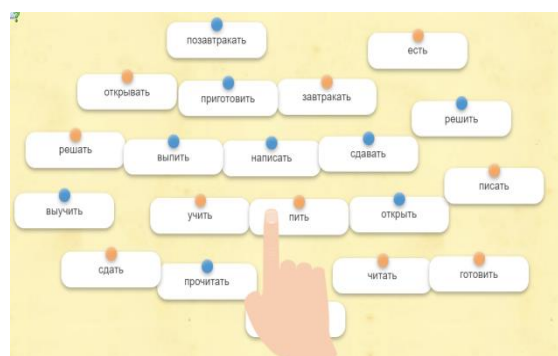 позавтракать
есть
открывать
приготовить
завтракать
решить
решать
выпить
написать
сдавать
писать
выучить
учить
пить
открыть
сдать
прочитать
читать
готовить